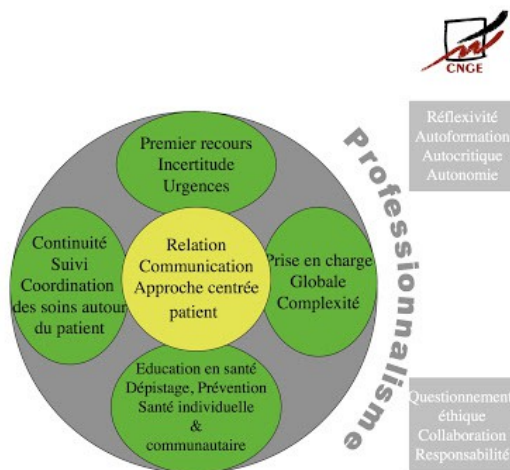 CNGE
Réflexivité
Autoformation
Autocritique
Autonomie
Professionnalisme
Premier recours
Incertitude
Urgences
Continuité
Suivi
Coordination
des soins autour
du patient
Relation
Communication
Approche centrée
patient
Prise en charge
Globale
Complexité
Education en santé
Dépistage, Prévention
Santé individuelle
&
communautaire
Questionnement
éthique
Collaboration
Responsabilité